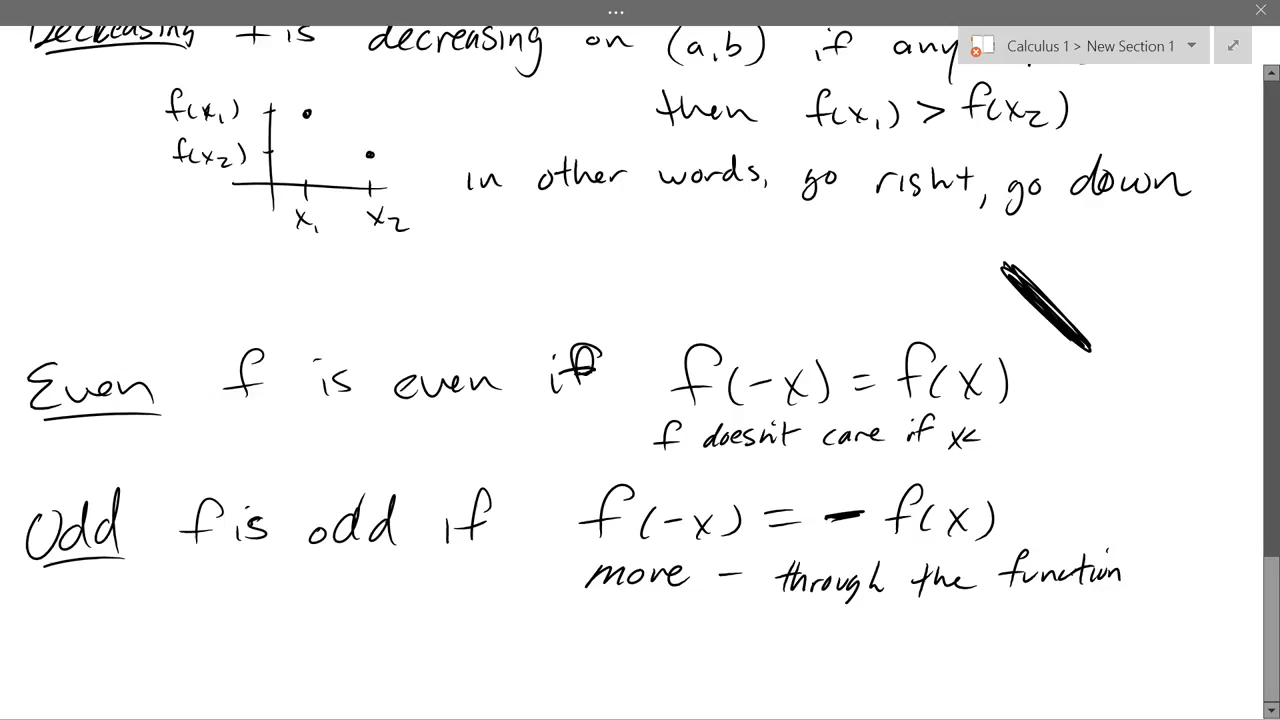 ...
Decreasing f is decreasing on (a,b) if any
Calculus 1 > New Section 1
f(x₁)
then f(x₁) > f(x₂)
f(x₂)
in other words, go right, go down
x₁ x₂
Even f is even if f(-x) = f(x)
f doesn't care if x<
Odd f is odd if f(-x) = - f(x)
more - through the function